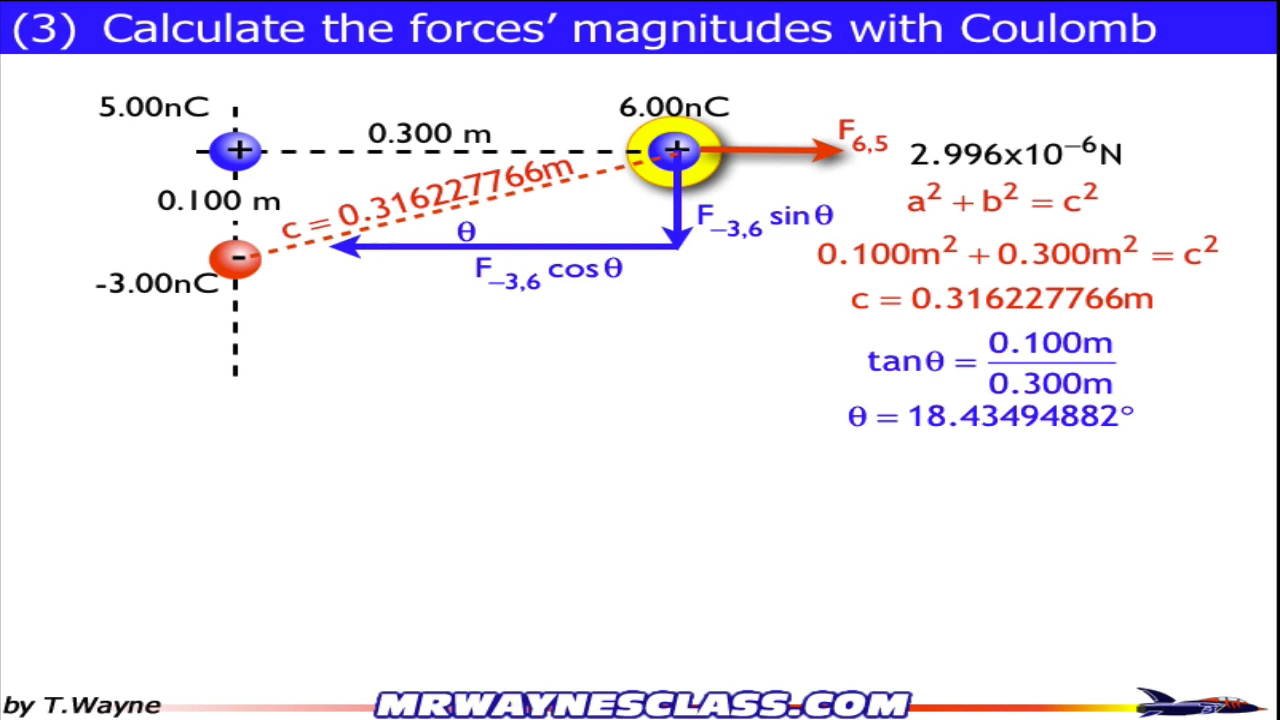 (3) Calculate the forces’ magnitudes with Coulomb
5.00nC
6.00nC
0.300 m
+
+
F6,5
2.996x10⁻⁶N
c = 0.316227766m
0.100 m
a² + b² = c²
θ
F−3,6 sinθ
-
-3.00nC
F−3,6 cosθ
0.100m² + 0.300m² = c²
c = 0.316227766m
tanθ = 0.100m
0.300m
θ = 18.43494882°
by T.Wayne
MRWAYNESCLASS.COM